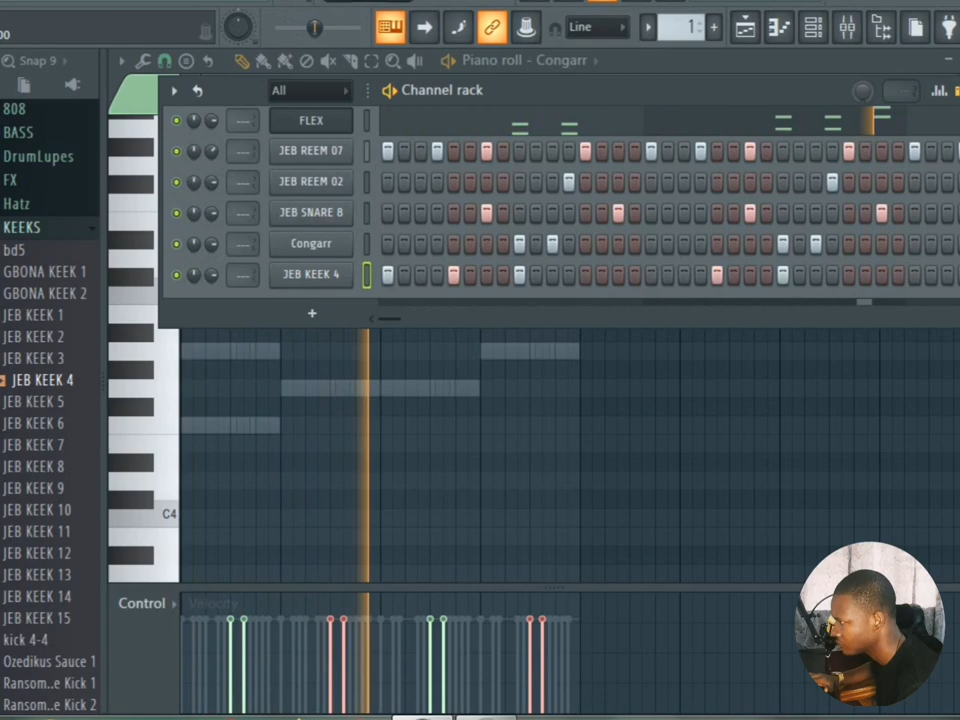 oo
Line
1
Snap 9
Piano roll - Congarr
All
Channel rack
808
BASS
DrumLupes
FX
Hatz
KEEKS
bd5
GBONA KEEK 1
GBONA KEEK 2
JEB KEEK 1
JEB KEEK 2
JEB KEEK 3
JEB KEEK 4
JEB KEEK 5
JEB KEEK 6
JEB KEEK 7
JEB KEEK 8
JEB KEEK 9
JEB KEEK 10
JEB KEEK 11
JEB KEEK 12
JEB KEEK 13
JEB KEEK 14
JEB KEEK 15
kick 4-4
Ozedikus Sauce 1
Ransom..e Kick 1
Ransom..e Kick 2
FLEX
JEB REEM 07
JEB REEM 02
JEB SNARE 8
Congarr
JEB KEEK 4
+
C4
Control
Velocity